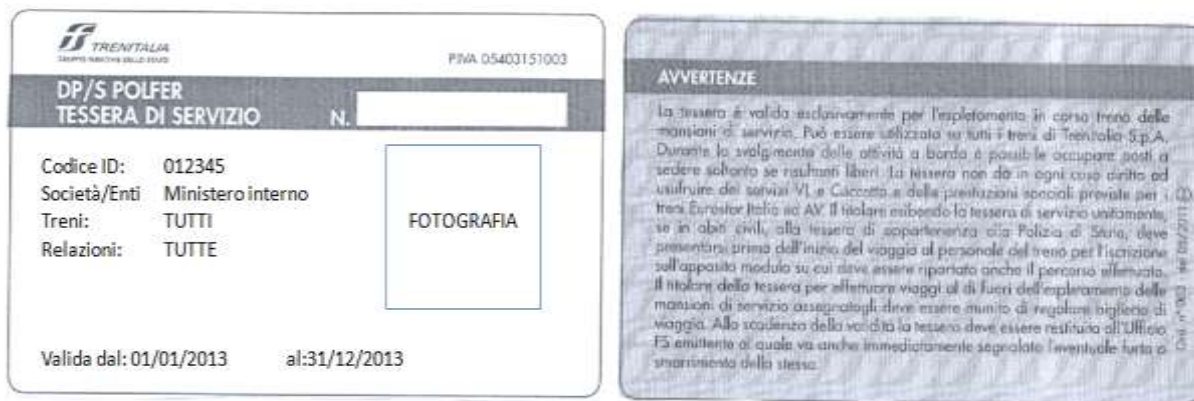 TRENITALIA
GRUPPO FERROVIE DELLO STATO
P.IVA 05403151003
DP/S POLFER
TESSERA DI SERVIZIO N.
Codice ID: 012345
Società/Enti Ministero interno
Treni: TUTTI
Relazioni: TUTTE
FOTOGRAFIA
Valida dal: 01/01/2013 al:31/12/2013
AVVERTENZE
La tessera è valida esclusivamente per l'espletamento in corso treno delle
mansioni di servizio. Può essere utilizzata su tutti i treni di Trenitalia S.p.A.
Durante lo svolgimento delle attività a bordo è possibile occupare posti a
sedere soltanto se risultanti liberi. La tessera non dà in ogni caso diritto ad
usufruire dei servizi VL e Cuccetta e delle prestazioni speciali previste per i
treni Eurostar Italia ed AV. Il titolare esibendo la tessera di servizio unitamente,
se in abiti civili, alla tessera di appartenenza alla Polizia di Stato, deve
presentarsi prima dell'inizio del viaggio al personale del treno per l'iscrizione
sull'apposito modulo su cui deve essere riportato anche il percorso effettuato.
Il titolare della tessera per effettuare viaggi al di fuori dell'espletamento delle
mansioni di servizio assegnatogli deve essere munito di regolare biglietto di
viaggio. Alla scadenza della validità la tessera deve essere restituita all'Ufficio
FS emittente al quale va anche immediatamente segnalato l'eventuale furto o
smarrimento della stessa.